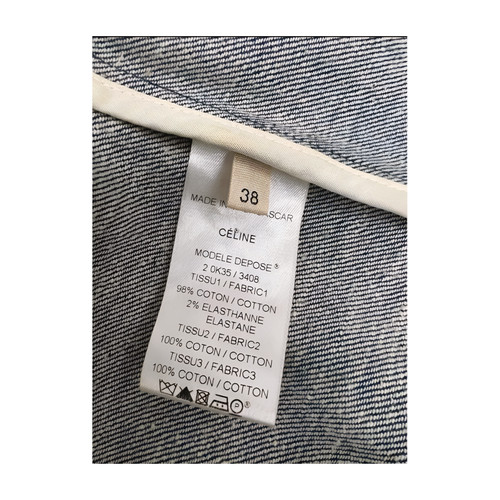 38
MADE IN ASCAR
CÉLINE
MODELE DEPOSE®
2 0K35 / 3408
TISSU1 / FABRIC1
98% COTON / COTTON
2% ELASTHANNE
ELASTANE
TISSU2 / FABRIC2
100% COTON / COTTON
TISSU3 / FABRIC3
100% COTON / COTTON
P®